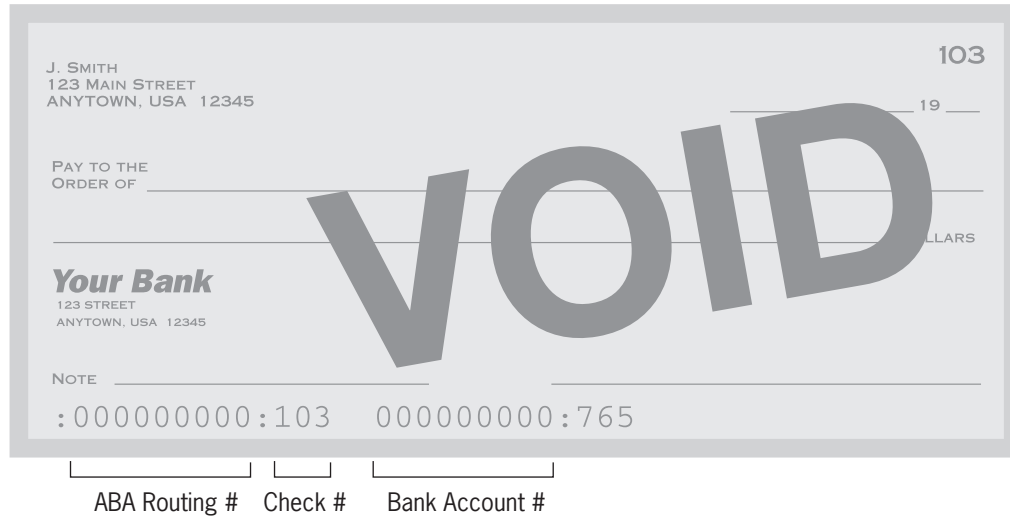 103
J. SMITH
123 MAIN STREET
ANYTOWN, USA 12345
19
PAY TO THE
ORDER OF
VOID
LLARS
Your Bank
123 STREET
ANYTOWN, USA 12345
NOTE
:000000000:103 000000000:765
ABA Routing # Check # Bank Account #